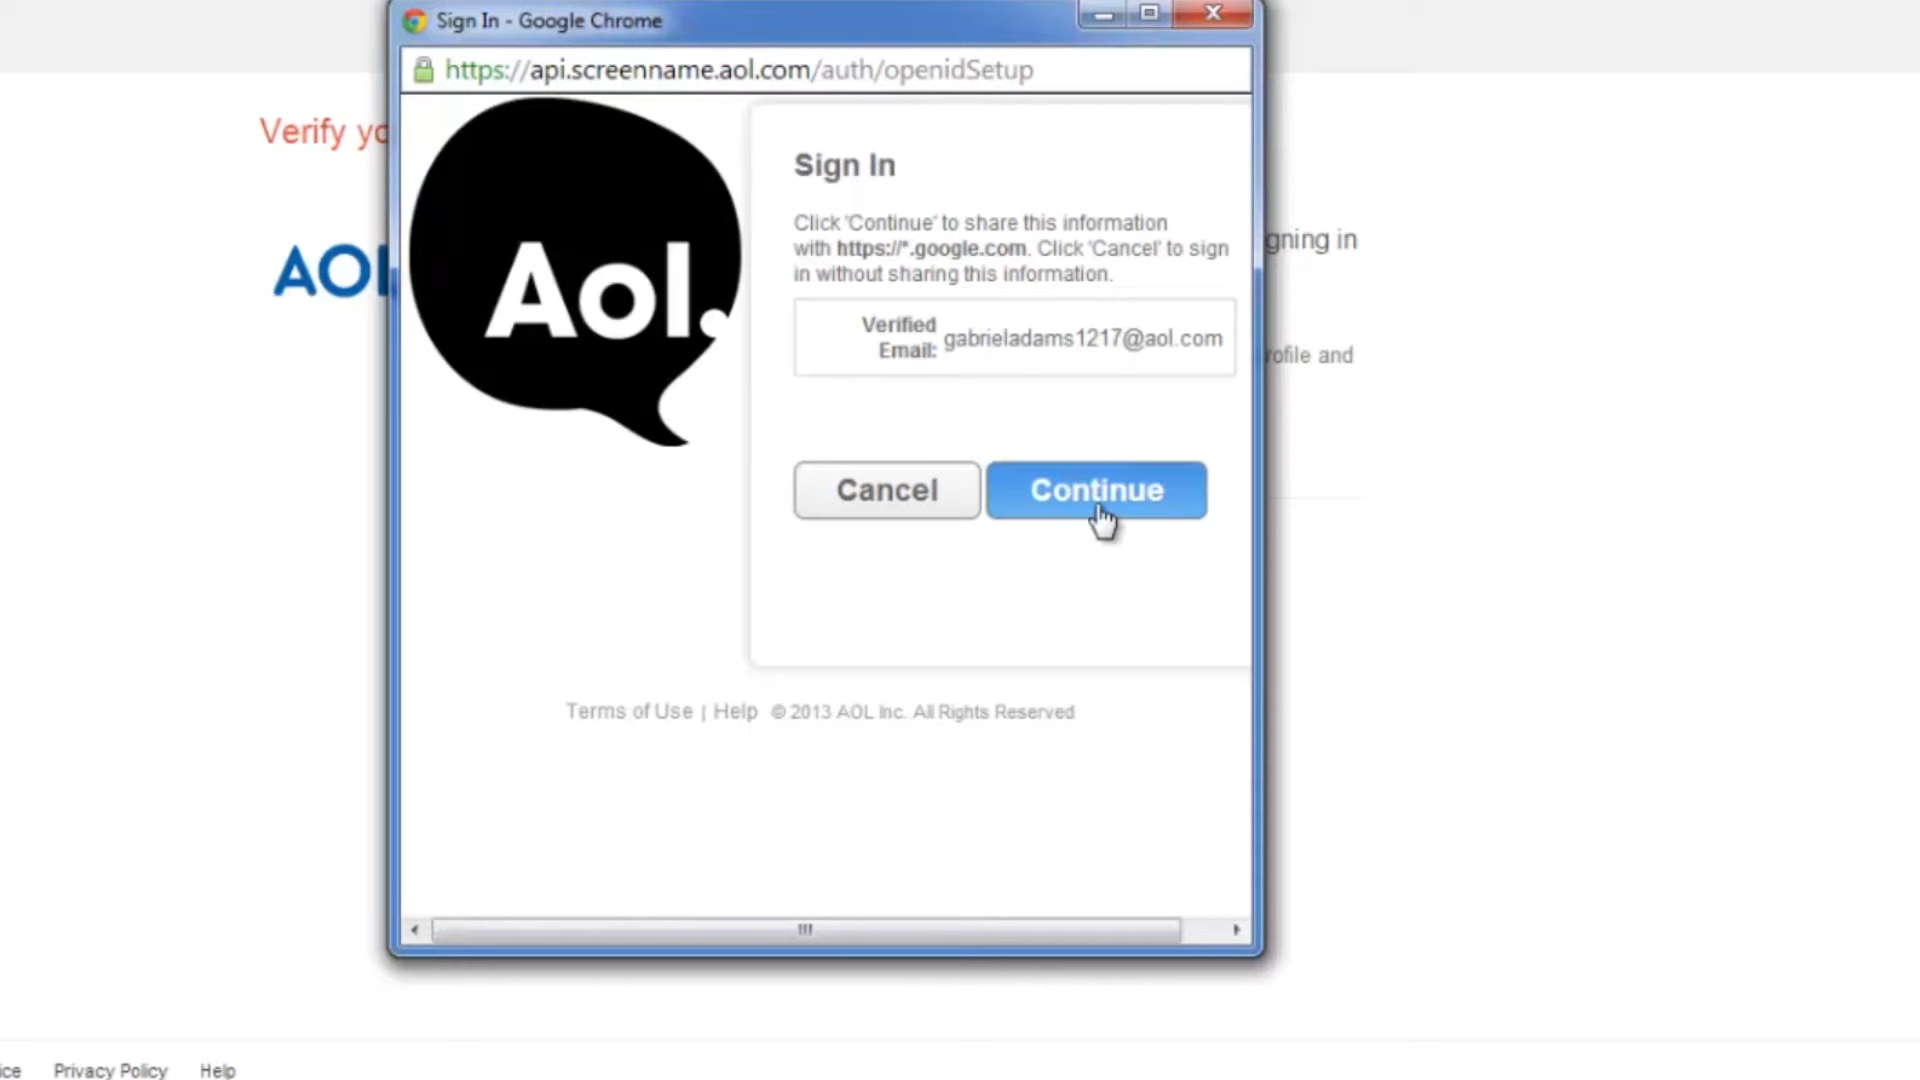 Sign In - Google Chrome
https://api.screenname.aol.com/auth/openidSetup
Verify yo
Aol.
AOL
Sign In
Click 'Continue' to share this information
with https://*.google.com. Click 'Cancel' to sign
in without sharing this information.
gning in
Verified
Email: gabrieladams1217@aol.com
rofile and
Cancel
Continue
Terms of Use | Help © 2013 AOL Inc. All Rights Reserved
ice
Privacy Policy
Help